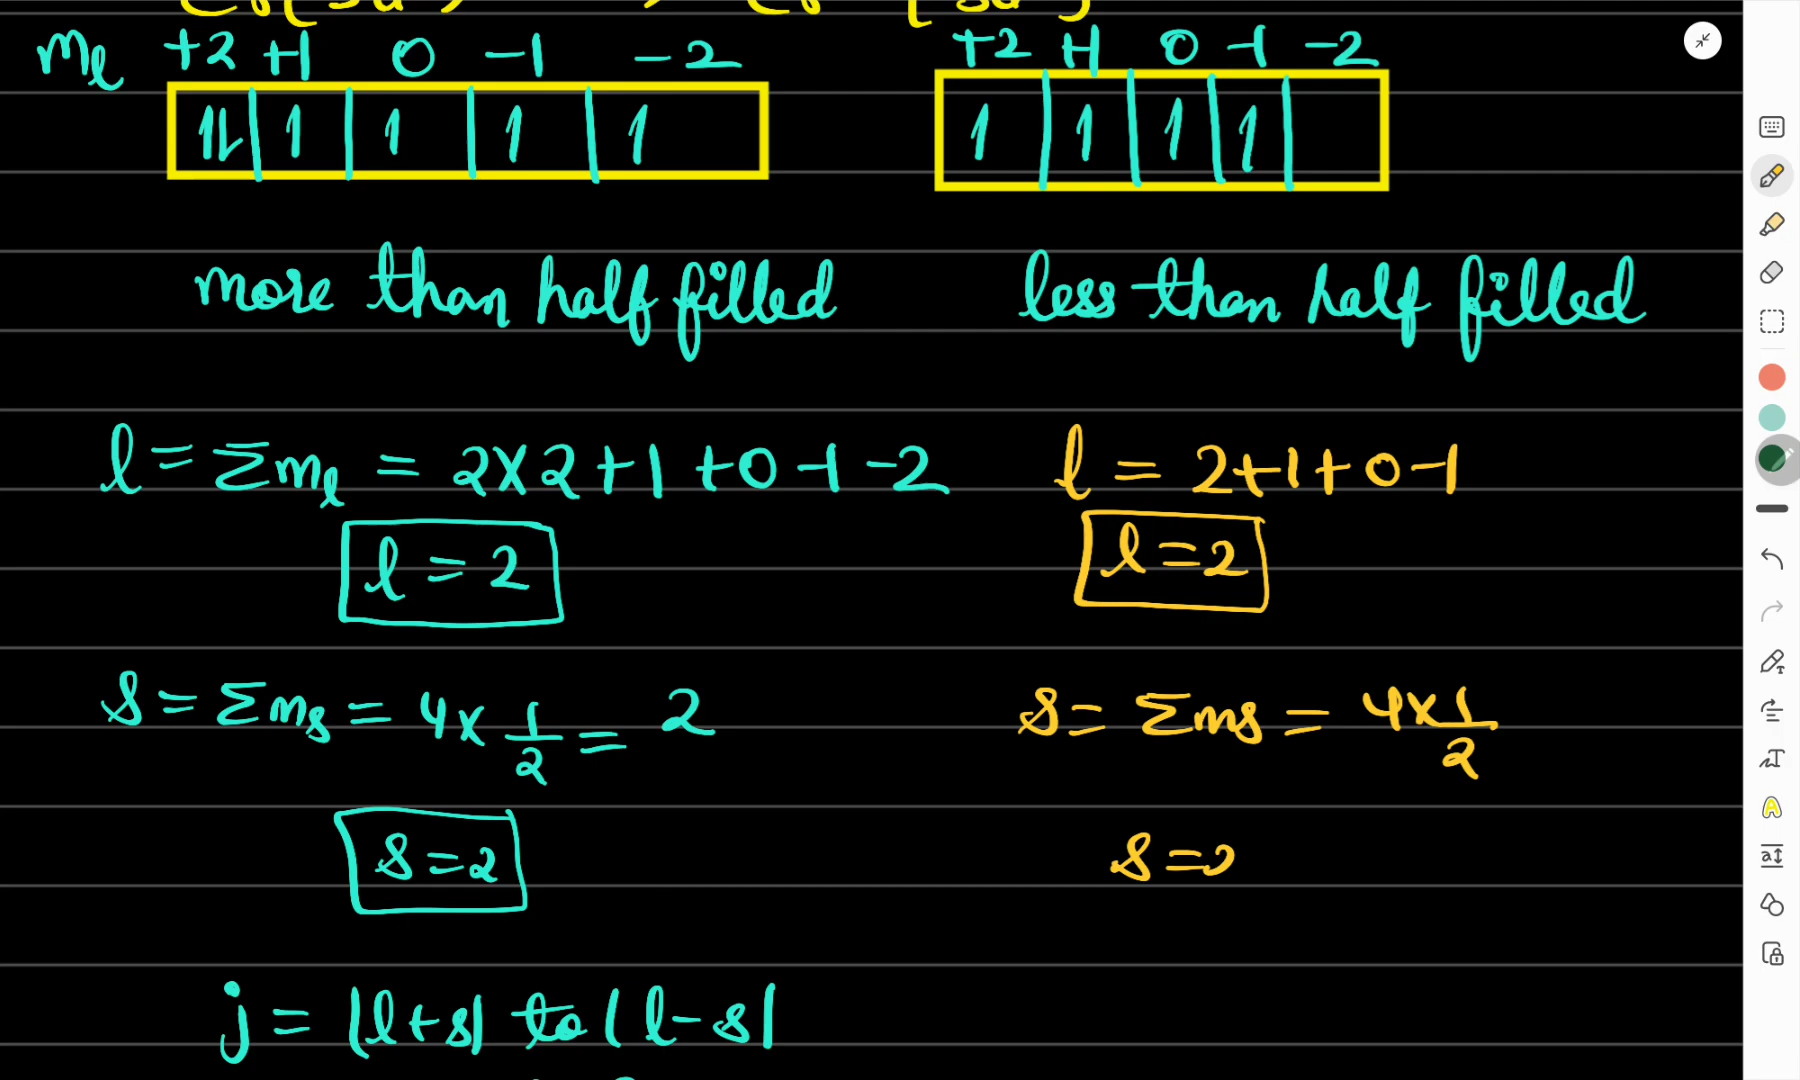 mℓ +2 +1 0 -1 -2 +2 +1 0 -1 -2
1L 1 1 1 1 1 1 1 1
more than half filled less than half filled
l = Σmℓ = 2×2+1+0-1-2 l = 2+1+0-1
l = 2 l = 2
s = Σms = 4× 1/2 = 2 s = Σms = 4×1/2
s = 2 s = 2
j = |l+s| to |l-s|